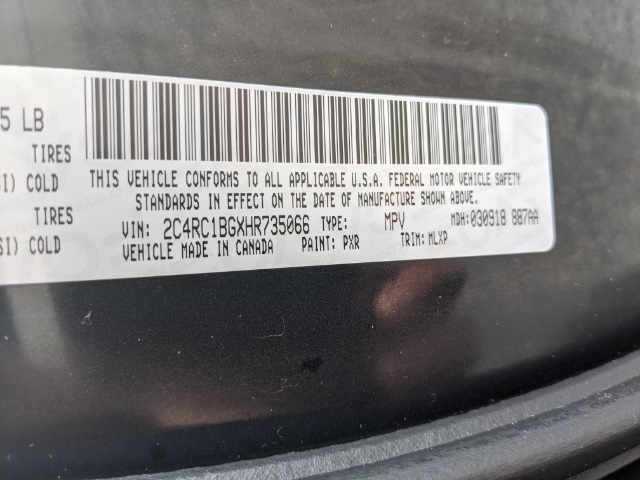 5 LB
TIRES
SI) COLD
TIRES
SI) COLD
THIS VEHICLE CONFORMS TO ALL APPLICABLE U.S.A. FEDERAL MOTOR VEHICLE SAFETY
STANDARDS IN EFFECT ON THE DATE OF MANUFACTURE SHOWN ABOVE.
VIN: 2C4RC1BGXHR735066 TYPE: MPV MDH:030918 887AA
VEHICLE MADE IN CANADA PAINT: PXR TRIM: MLXP